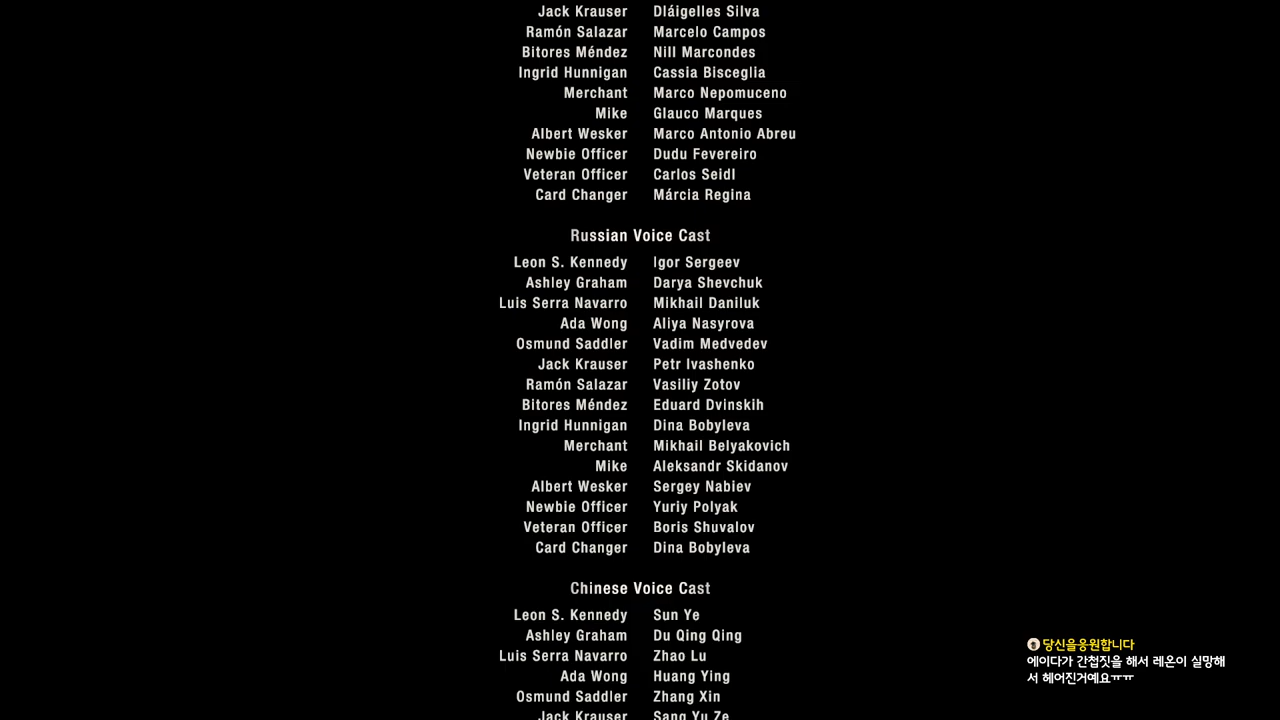 Jack Krauser Dláigelles Silva
Ramón Salazar Marcelo Campos
Bitores Méndez Nill Marcondes
Ingrid Hunnigan Cassia Bisceglia
Merchant Marco Nepomuceno
Mike Glauco Marques
Albert Wesker Marco Antonio Abreu
Newbie Officer Dudu Fevereiro
Veteran Officer Carlos Seidl
Card Changer Márcia Regina
Russian Voice Cast
Leon S. Kennedy Igor Sergeev
Ashley Graham Darya Shevchuk
Luis Serra Navarro Mikhail Daniluk
Ada Wong Aliya Nasyrova
Osmund Saddler Vadim Medvedev
Jack Krauser Petr Ivashenko
Ramón Salazar Vasiliy Zotov
Bitores Méndez Eduard Dvinskih
Ingrid Hunnigan Dina Bobyleva
Merchant Mikhail Belyakovich
Mike Aleksandr Skidanov
Albert Wesker Sergey Nabiev
Newbie Officer Yuriy Polyak
Veteran Officer Boris Shuvalov
Card Changer Dina Bobyleva
Chinese Voice Cast
Leon S. Kennedy Sun Ye
Ashley Graham Du Qing Qing
Luis Serra Navarro Zhao Lu
Ada Wong Huang Ying
Osmund Saddler Zhang Xin
Jack Krauser Sang Yu Ze
당신을응원합니다
에이다가 간첩짓을 해서 레온이 실망해
서 헤어진거예요ㅠㅠ